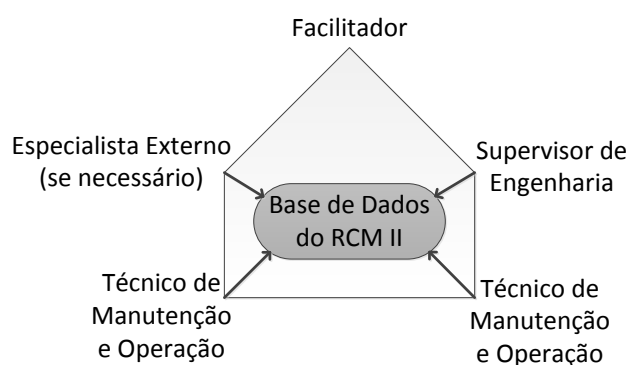 Facilitador
Especialista Externo
(se necessário)
Supervisor de
Engenharia
Base de Dados
do RCM II
Técnico de
Manutenção
e Operação
Técnico de
Manutenção
e Operação